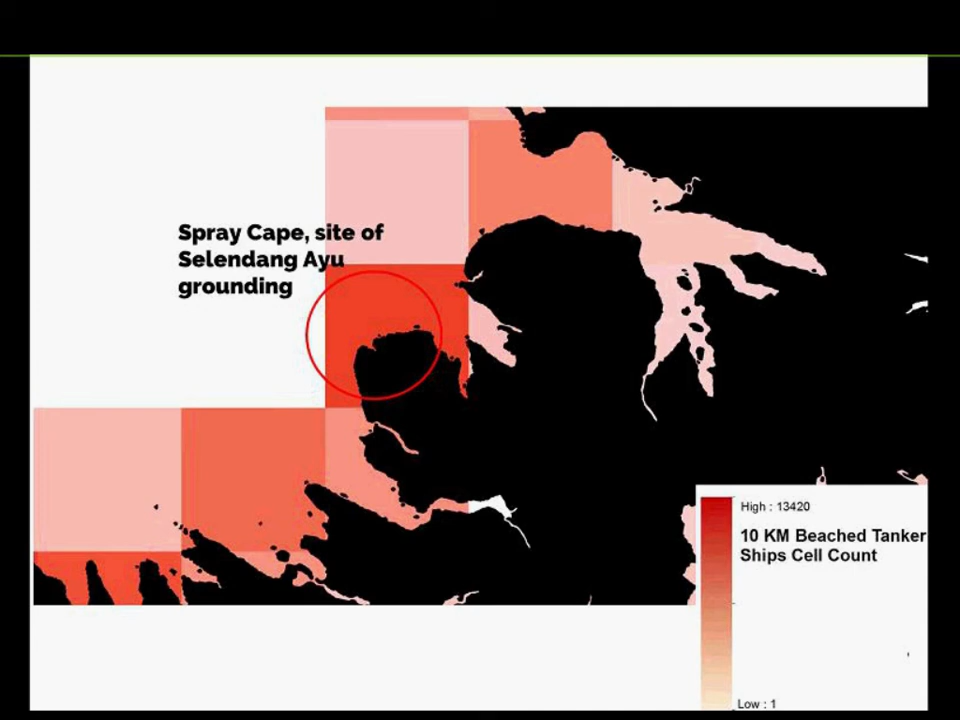 Spray Cape, site of
Selendang Ayu
grounding
High : 13420
10 KM Beached Tanker
Ships Cell Count
Low : 1